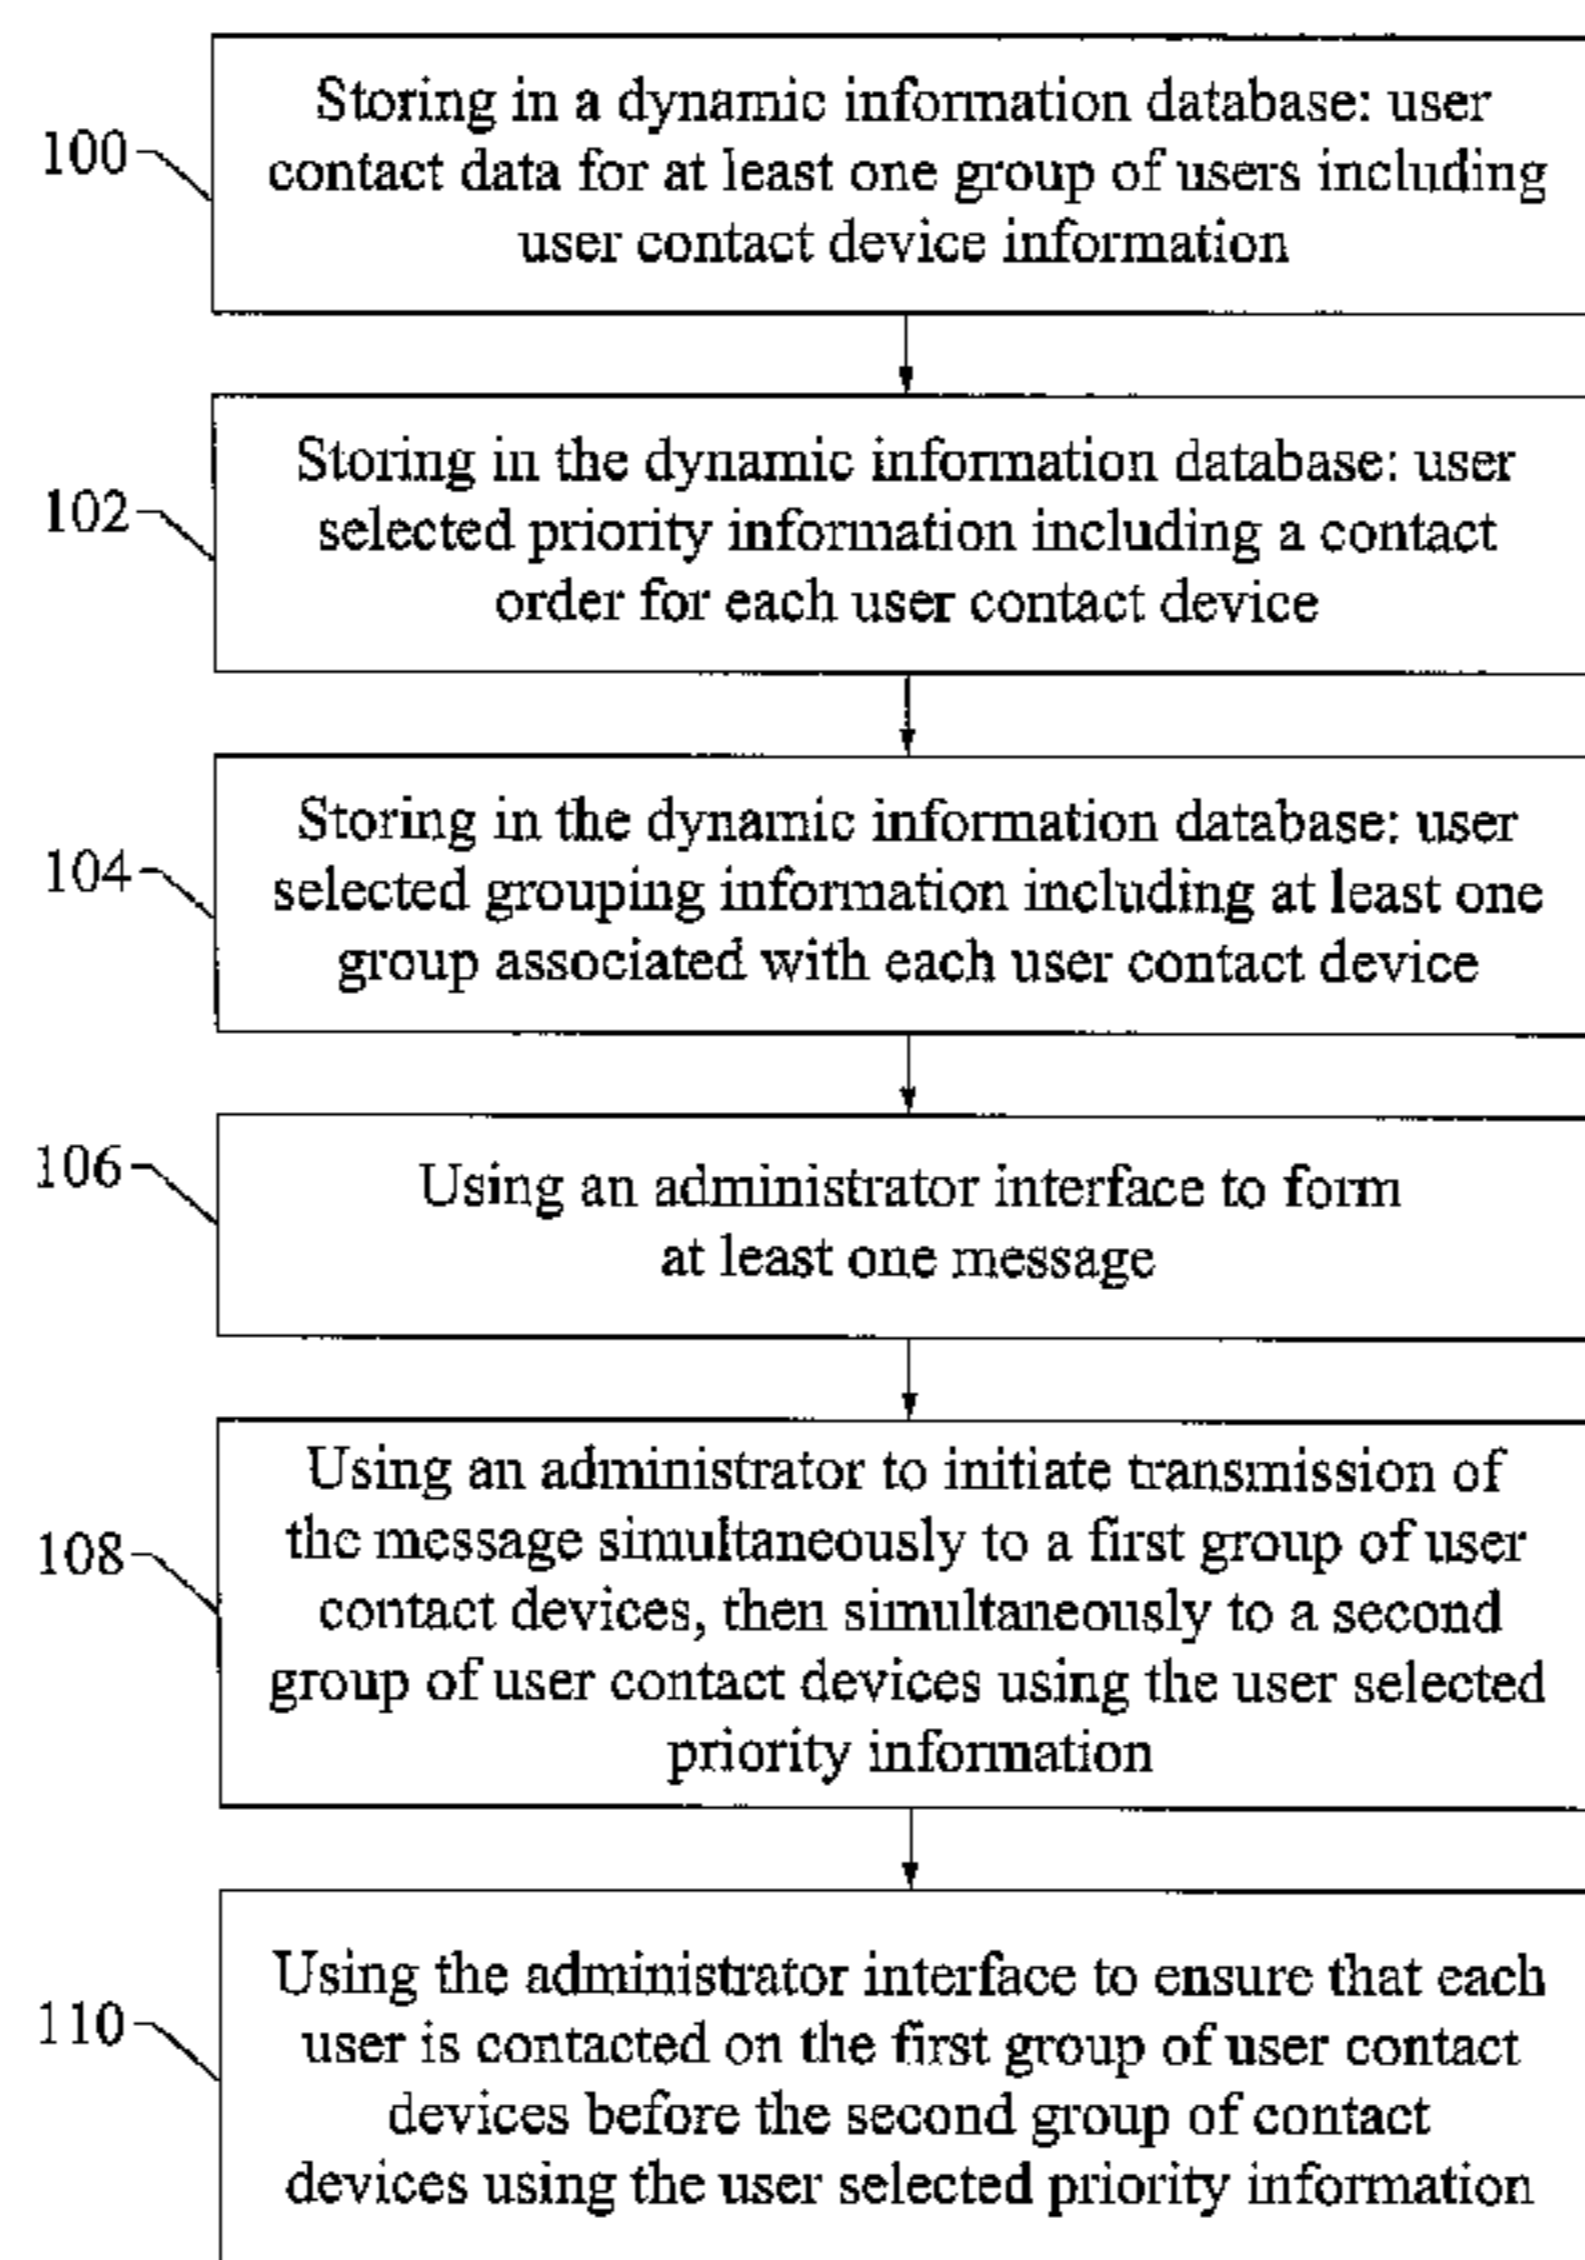 Storing in a dynamic information database: user
100
contact data for at least one group of users including
user contact device information
Storing in the dynamic information database: user
102
selected priority information including a contact
order for each user contact device
Storing in the dynamic information database: user
104
selected grouping information including at least one
group associated with each user contact device
106
Using an administrator interface to form
at least one message
Using an administrator to initiate transmission of
the message simultaneously to a first group of user
108
contact devices, then simultaneously to a second
group of user contact devices using the user selected
priority information
Using the administrator interface to ensure that each
110
user is contacted on the first group of user contact
devices before the second group of contact
devices using the user selected priority information